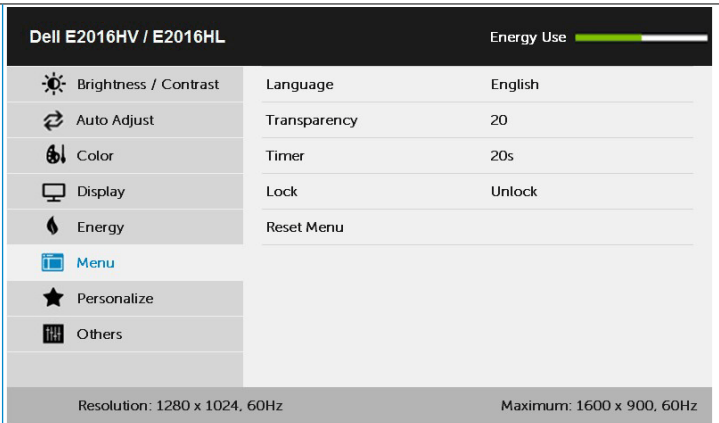 Dell E2016HV / E2016HL
Energy Use
Brightness / Contrast
Auto Adjust
Color
Display
Energy
Menu
Personalize
Others
Language English
Transparency 20
Timer 20s
Lock Unlock
Reset Menu
Resolution: 1280 x 1024, 60Hz
Maximum: 1600 x 900, 60Hz